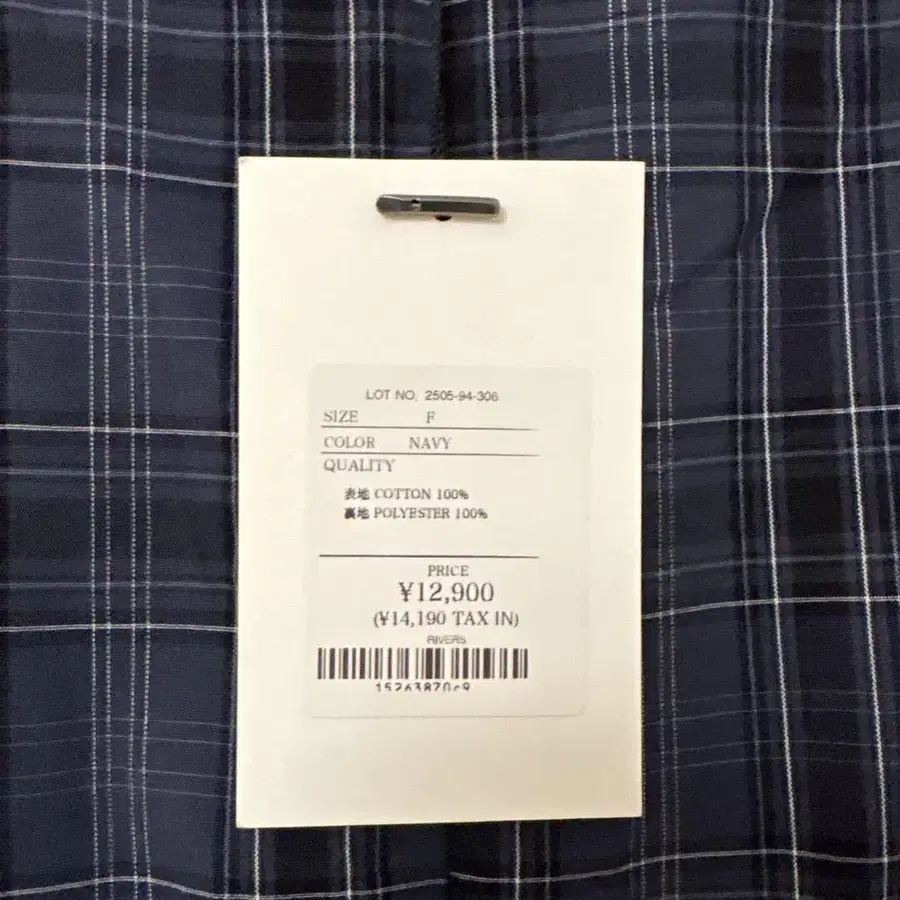 LOT NO. 2505-94-306
SIZE F
COLOR NAVY
QUALITY
表地 COTTON 100%
裏地 POLYESTER 100%
PRICE
¥12,900
(¥14,190 TAX IN)
RIVERS